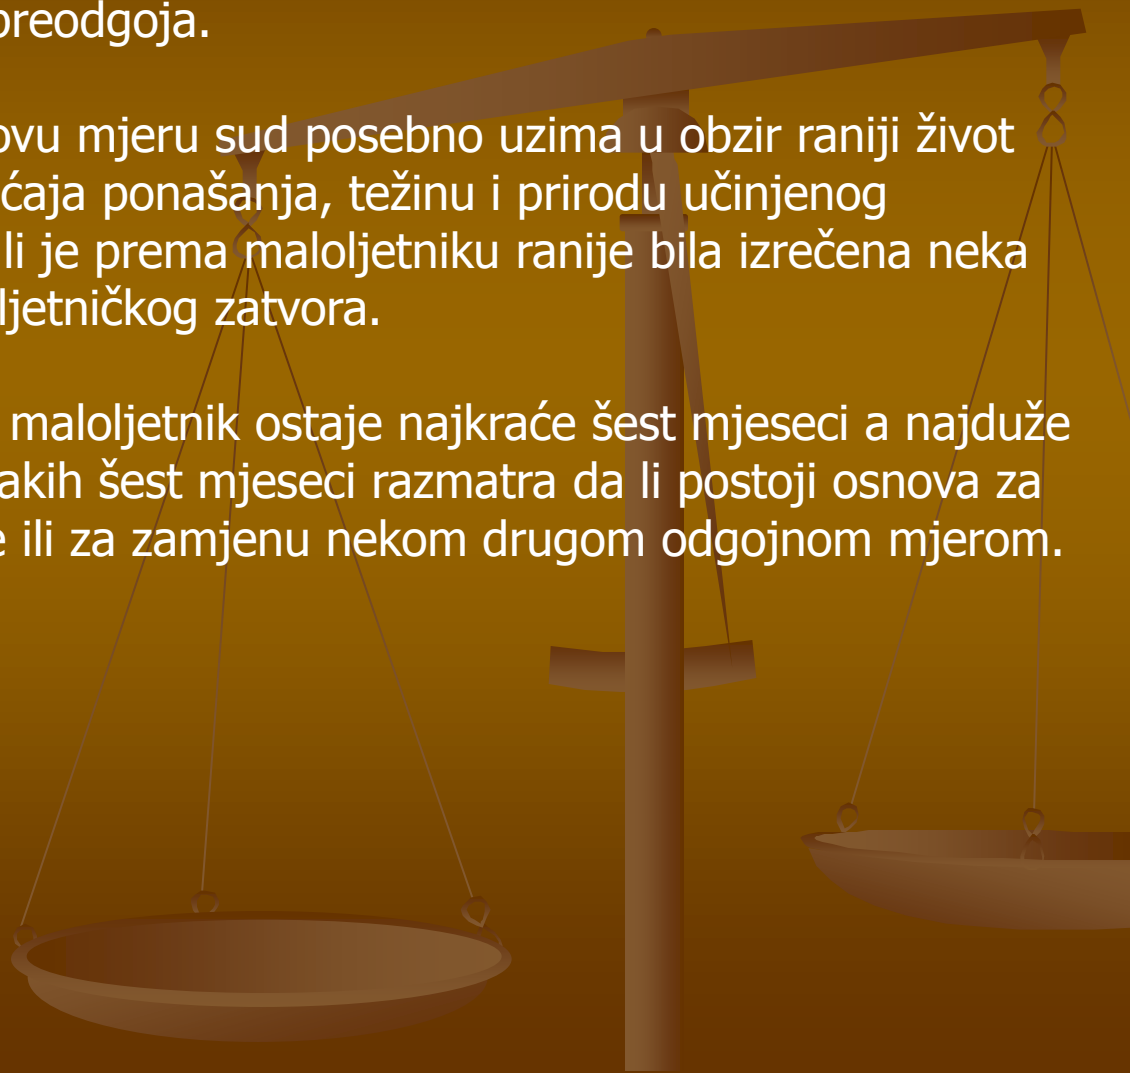 preodgoja.
ovu mjeru sud posebno uzima u obzir raniji život
ćaja ponašanja, težinu i prirodu učinjenog
li je prema maloljetniku ranije bila izrečena neka
ljetničkog zatvora.
maloljetnik ostaje najkraće šest mjeseci a najduže
akih šest mjeseci razmatra da li postoji osnova za
e ili za zamjenu nekom drugom odgojnom mjerom.